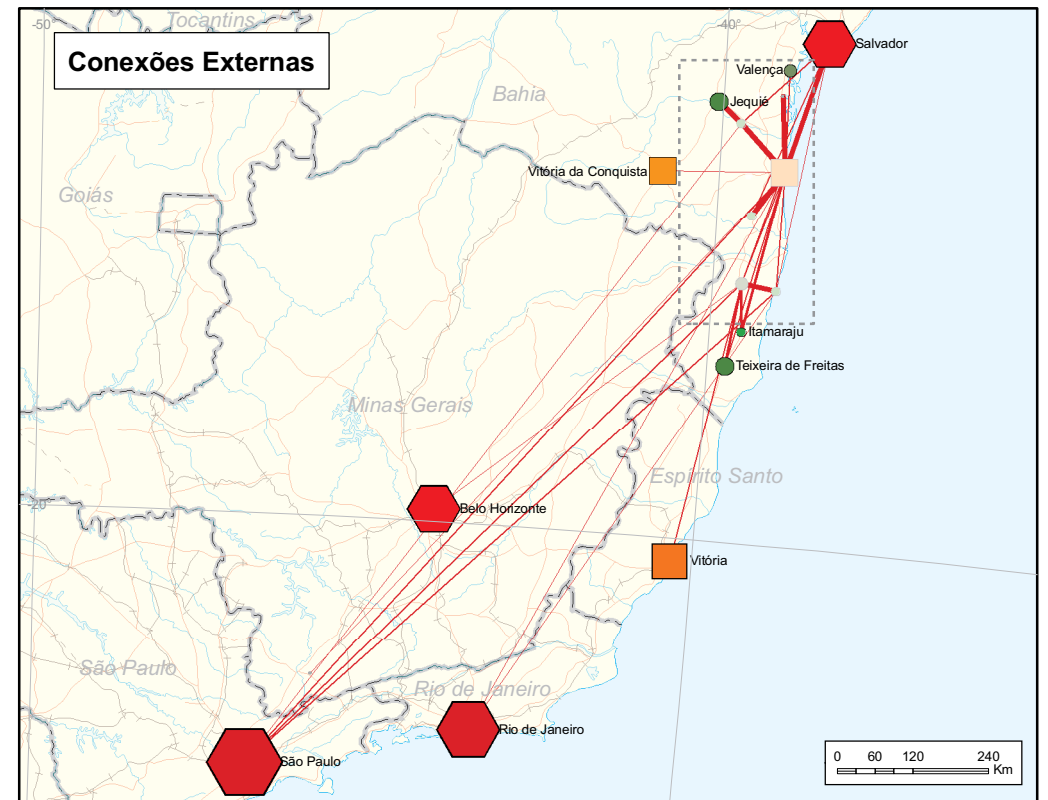 -50°
Tocantins
-40°
Conexões Externas
Salvador
Valença
Bahia
Jequié
Vitória da Conquista
Goiás
Itamaraju
Teixeira de Freitas
Minas Gerais
Espírito Santo
-20°
Belo Horizonte
Vitória
São Paulo
Rio de Janeiro
Rio de Janeiro
São Paulo
0 60 120 240
Km